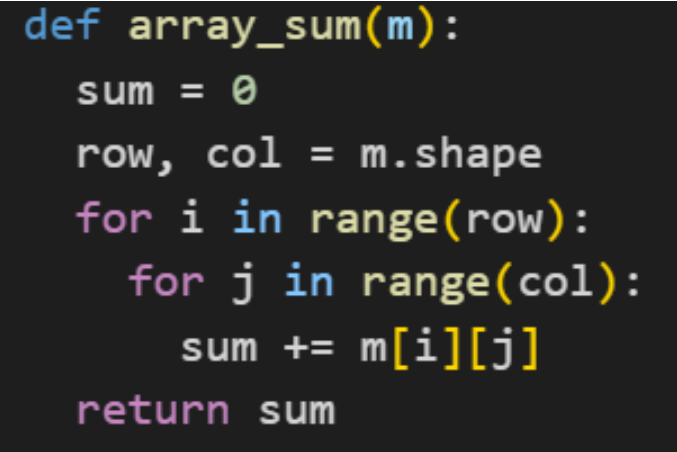 def array_sum(m):
  sum = 0
  row, col = m.shape
  for i in range(row):
    for j in range(col):
      sum += m[i][j]
  return sum